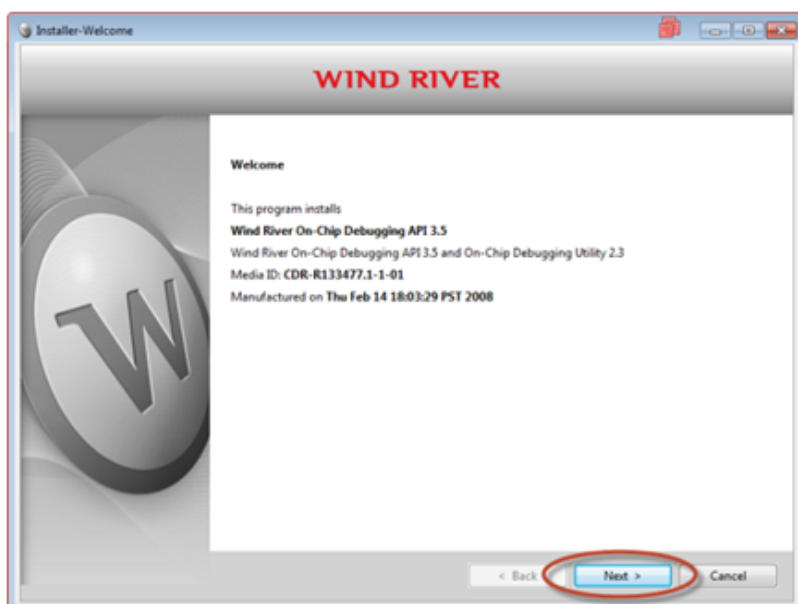 Installer-Welcome
WIND RIVER
Welcome
This program installs
Wind River On-Chip Debugging API 3.5
Wind River On-Chip Debugging API 3.5 and On-Chip Debugging Utility 2.3
Media ID: CDR-R133477.1-1-01
Manufactured on Thu Feb 14 18:03:29 PST 2008
W
< Back
Next >
Cancel